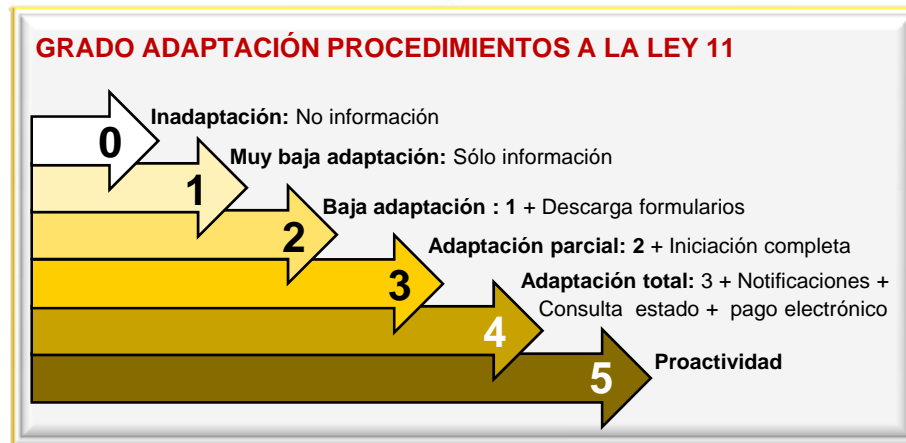 GRADO ADAPTACIÓN PROCEDIMIENTOS A LA LEY 11
0
Inadaptación: No información
1
Muy baja adaptación: Sólo información
2
Baja adaptación : 1 + Descarga formularios
3
Adaptación parcial: 2 + Iniciación completa
4
Adaptación total: 3 + Notificaciones +
Consulta estado + pago electrónico
5
Proactividad